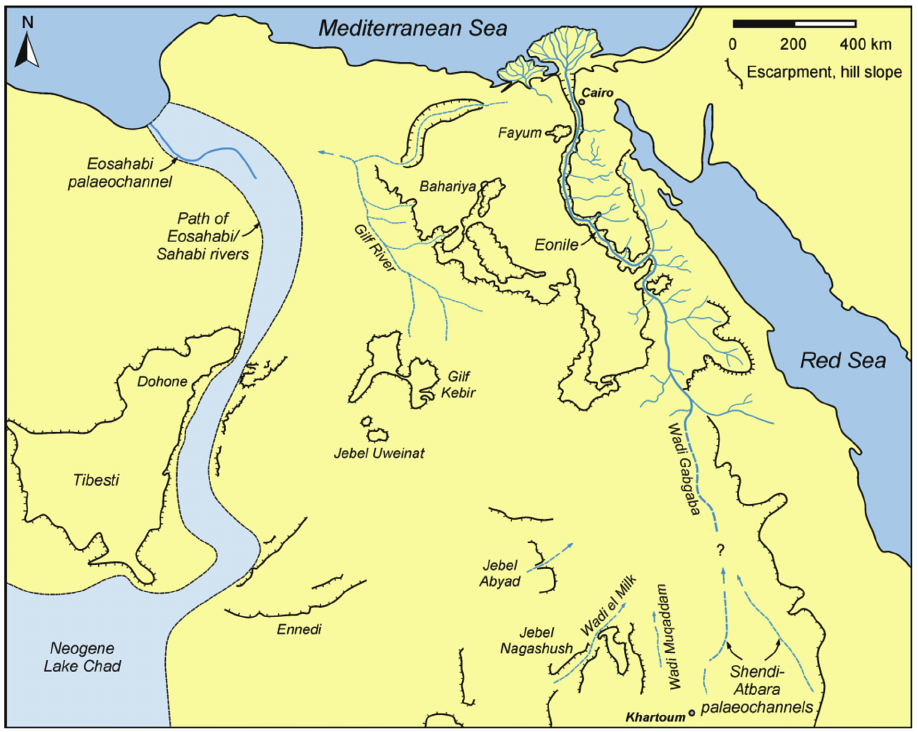 N
Mediterranean Sea
0 200 400 km
Escarpment, hill slope
Cairo
Fayum
Eosahabi
palaeochannel
Bahariya
Path of
Eosahabi/
Sahabi rivers
Gilf River
Eonile
Red Sea
Dohone
Gilf
Kebir
Jebel Uweinat
Tibesti
Wadi Gabgaba
?
Jebel
Abyad
Wadi el Milk
Wadi Muqaddam
Ennedi
Jebel
Nagashush
Neogene
Lake Chad
Shendi-
Atbara
palaeochannels
Khartoum